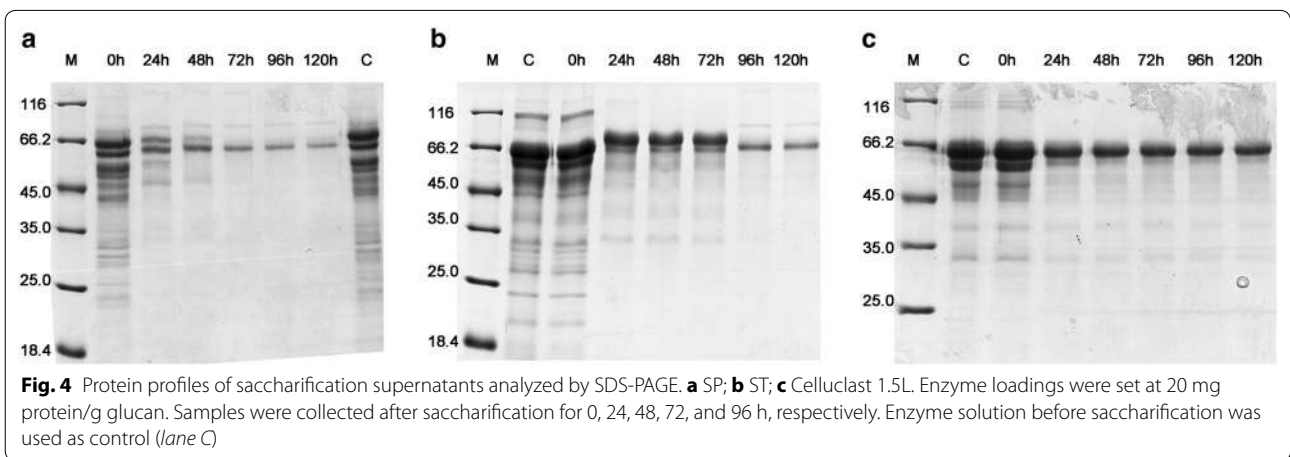 a
M 0h 24h 48h 72h 96h 120h C
116
66.2
45.0
35.0
25.0
18.4
b
M C 0h 24h 48h 72h 96h 120h
116
66.2
45.0
35.0
25.0
18.4
c
M C 0h 24h 48h 72h 96h 120h
116
66.2
45.0
35.0
25.0
Fig. 4 Protein profiles of saccharification supernatants analyzed by SDS-PAGE. a SP; b ST; c Celluclast 1.5L. Enzyme loadings were set at 20 mg
protein/g glucan. Samples were collected after saccharification for 0, 24, 48, 72, and 96 h, respectively. Enzyme solution before saccharification was
used as control (lane C)